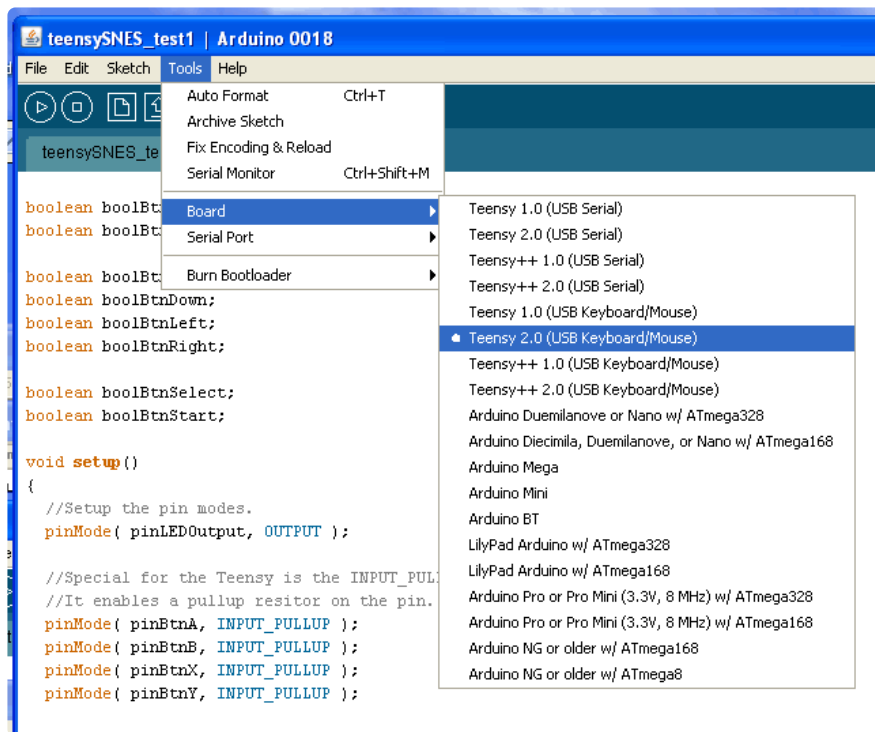 teensySNES_test1 | Arduino 0018
File Edit Sketch Tools Help
Auto Format Ctrl+T
Archive Sketch
Fix Encoding & Reload
Serial Monitor Ctrl+Shift+M
Board
Serial Port
Burn Bootloader
teensySNES_te
Teensy 1.0 (USB Serial)
Teensy 2.0 (USB Serial)
Teensy++ 1.0 (USB Serial)
Teensy++ 2.0 (USB Serial)
Teensy 1.0 (USB Keyboard/Mouse)
Teensy 2.0 (USB Keyboard/Mouse)
Teensy++ 1.0 (USB Keyboard/Mouse)
Teensy++ 2.0 (USB Keyboard/Mouse)
Arduino Duemilanove or Nano w/ ATmega328
Arduino Diecimila, Duemilanove, or Nano w/ ATmega168
Arduino Mega
Arduino Mini
Arduino BT
LilyPad Arduino w/ ATmega328
LilyPad Arduino w/ ATmega168
Arduino Pro or Pro Mini (3.3V, 8 MHz) w/ ATmega328
Arduino Pro or Pro Mini (3.3V, 8 MHz) w/ ATmega168
Arduino NG or older w/ ATmega168
Arduino NG or older w/ ATmega8
boolean boolBt
boolean boolBt
boolean boolBt
boolean boolBtnDown;
boolean boolBtnLeft;
boolean boolBtnRight;
boolean boolBtnSelect;
boolean boolBtnStart;
void setup()
{
//Setup the pin modes.
pinMode( pinLEDOutput, OUTPUT );
//Special for the Teensy is the INPUT_PUL
//It enables a pullup resitor on the pin.
pinMode( pinBtnA, INPUT_PULLUP );
pinMode( pinBtnB, INPUT_PULLUP );
pinMode( pinBtnX, INPUT_PULLUP );
pinMode( pinBtnY, INPUT_PULLUP );